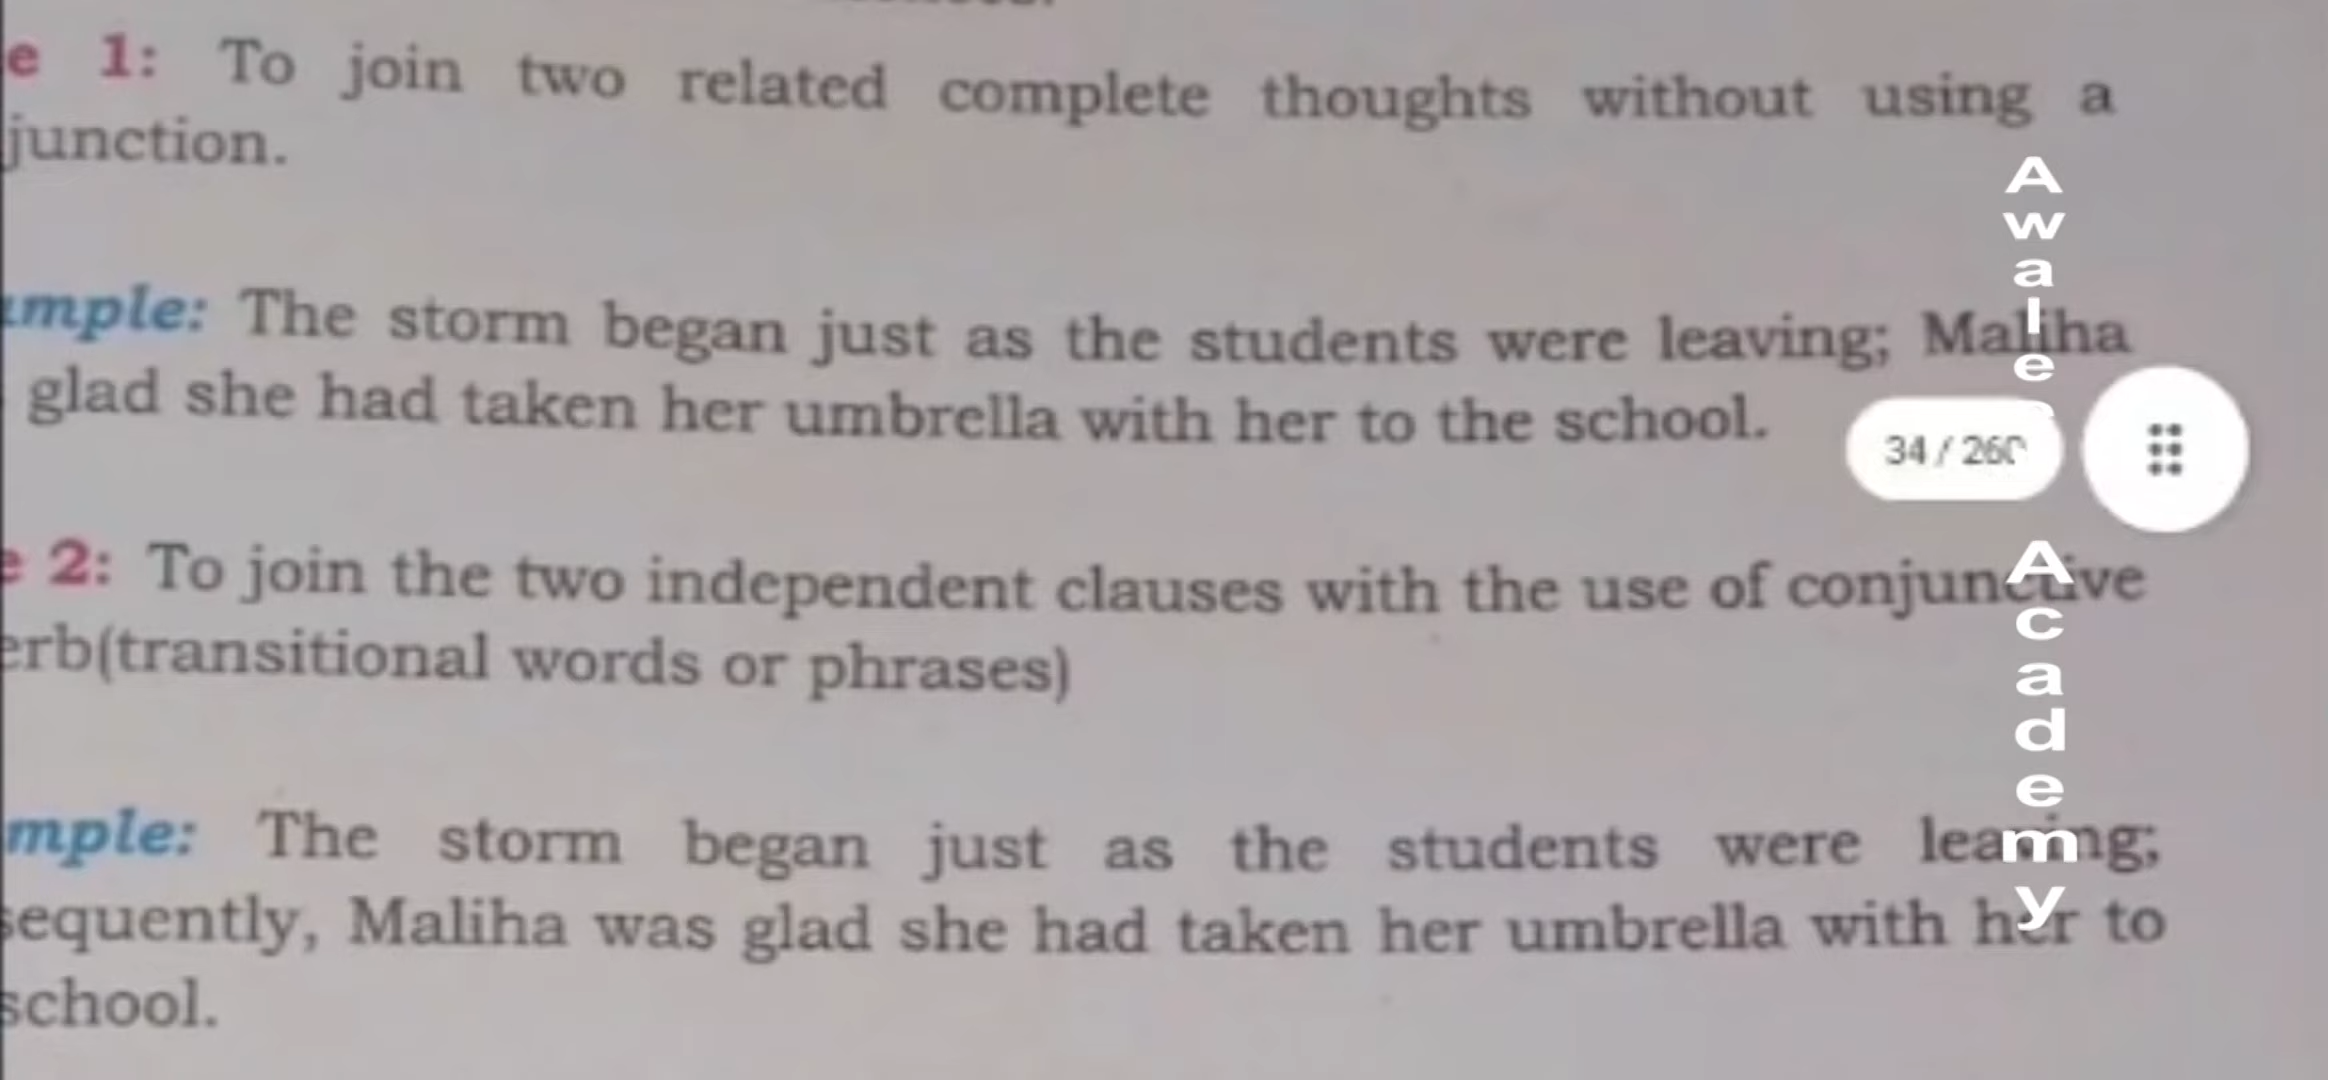 e 1: To join two related complete thoughts without using a
junction.
mple: The storm began just as the students were leaving; Maliha
glad she had taken her umbrella with her to the school.
34 / 260
e 2: To join the two independent clauses with the use of conjunctive
erb(transitional words or phrases)
mple: The storm began just as the students were leaving;
sequently, Maliha was glad she had taken her umbrella with her to
school.
A
w
a
l
e
A
c
a
d
e
m
y